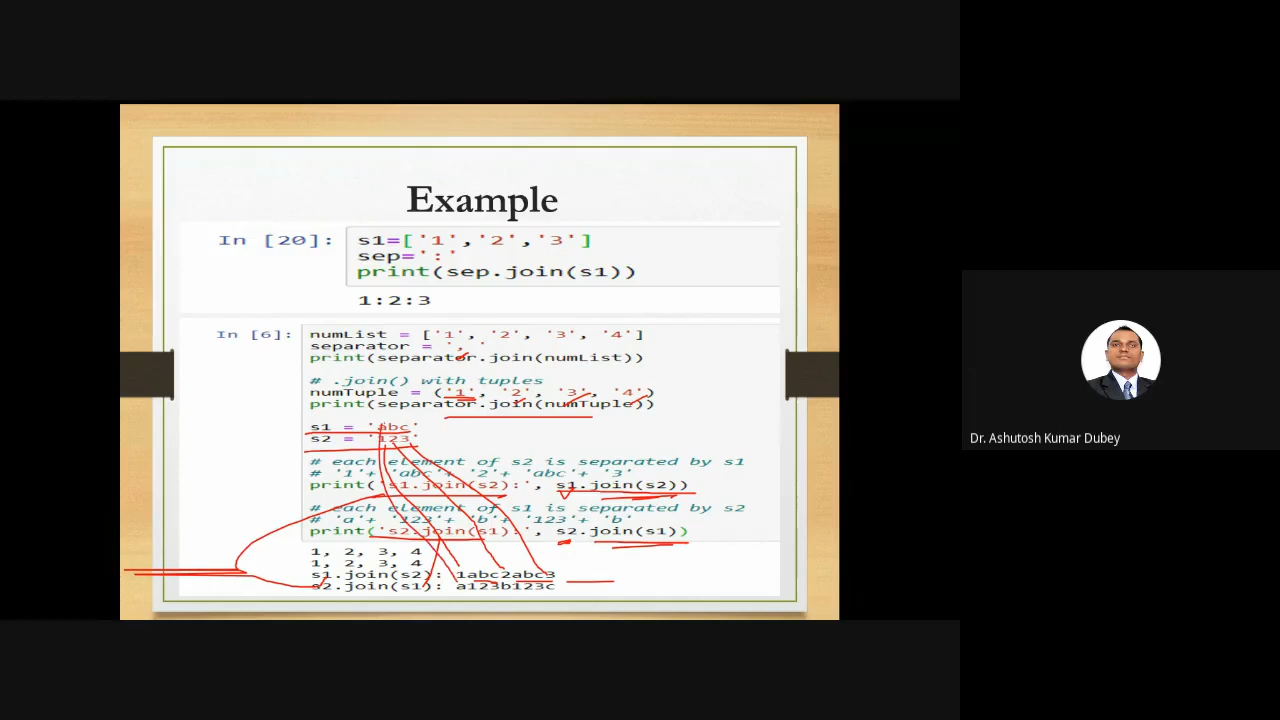 Example
In [20]: s1=['1','2','3']
sep=':'
print(sep.join(s1))
1:2:3
In [6]: numList = ['1', '2', '3', '4']
separator = ', '
print(separator.join(numList))
# .join() with tuples
numTuple = ('1', '2', '3', '4')
print(separator.join(numTuple))
s1 = 'abc'
s2 = '123'
# each element of s2 is separated by s1
# '1'+ 'abc'+ '2'+ 'abc'+ '3'
print('s1.join(s2):', s1.join(s2))
# each element of s1 is separated by s2
# 'a'+ '123'+ 'b'+ '123'+ 'b'
print('s2.join(s1):', s2.join(s1))
1, 2, 3, 4
1, 2, 3, 4
s1.join(s2): 1abc2abc3
s2.join(s1): a123b123c
Dr. Ashutosh Kumar Dubey